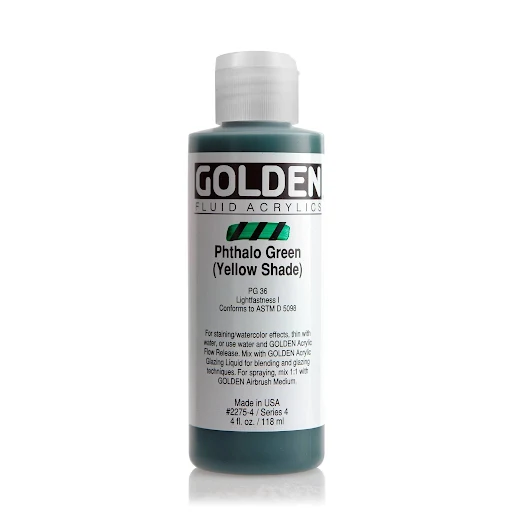 GOLDEN
FLUID ACRYLICS
Phthalo Green
(Yellow Shade)
PG 36
Lightfastness I
Conforms to ASTM D 5098
For staining/watercolor effects, thin with
water, or use water and GOLDEN Acrylic
Flow Release. Mix with GOLDEN Acrylic
Glazing Liquid for blending and glazing
techniques. For spraying, mix 1:1 with
GOLDEN Airbrush Medium.
Made in USA
#2275-4 / Series 4
4 fl. oz. / 118 ml